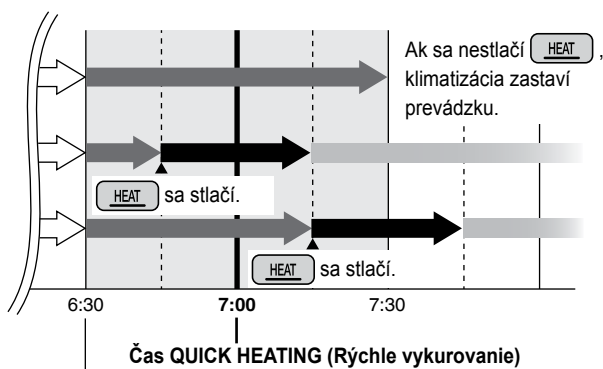 Ak sa nestlačí HEAT ,
klimatizácia zastaví
prevádzku.
HEAT sa stlačí.
HEAT sa stlačí.
6:30 7:00 7:30
Čas QUICK HEATING (Rýchle vykurovanie)